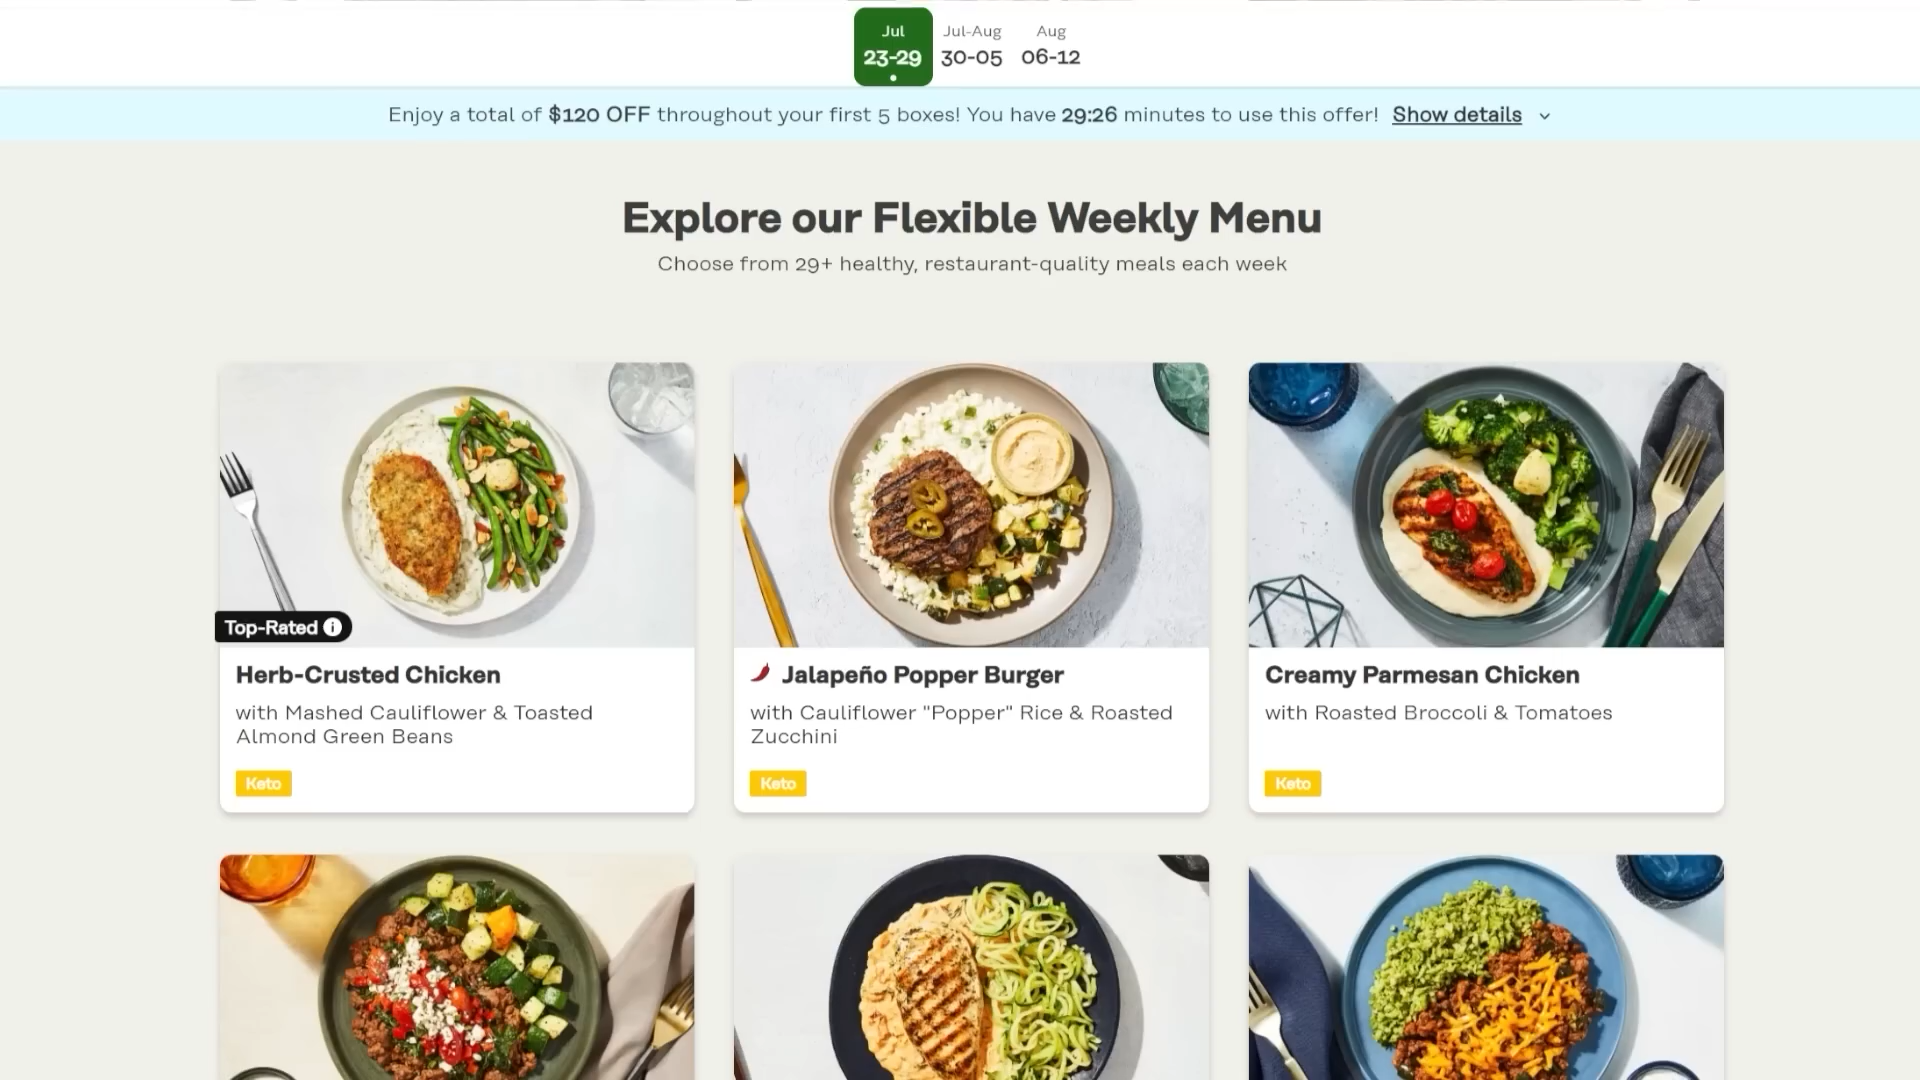 Jul
23-29
Jul-Aug
30-05
Aug
06-12
Enjoy a total of $120 OFF throughout your first 5 boxes! You have 29:26 minutes to use this offer! Show details
Explore our Flexible Weekly Menu
Choose from 29+ healthy, restaurant-quality meals each week
Top-Rated
Herb-Crusted Chicken
with Mashed Cauliflower & Toasted
Almond Green Beans
Keto
Jalapeño Popper Burger
with Cauliflower "Popper" Rice & Roasted
Zucchini
Keto
Creamy Parmesan Chicken
with Roasted Broccoli & Tomatoes
Keto